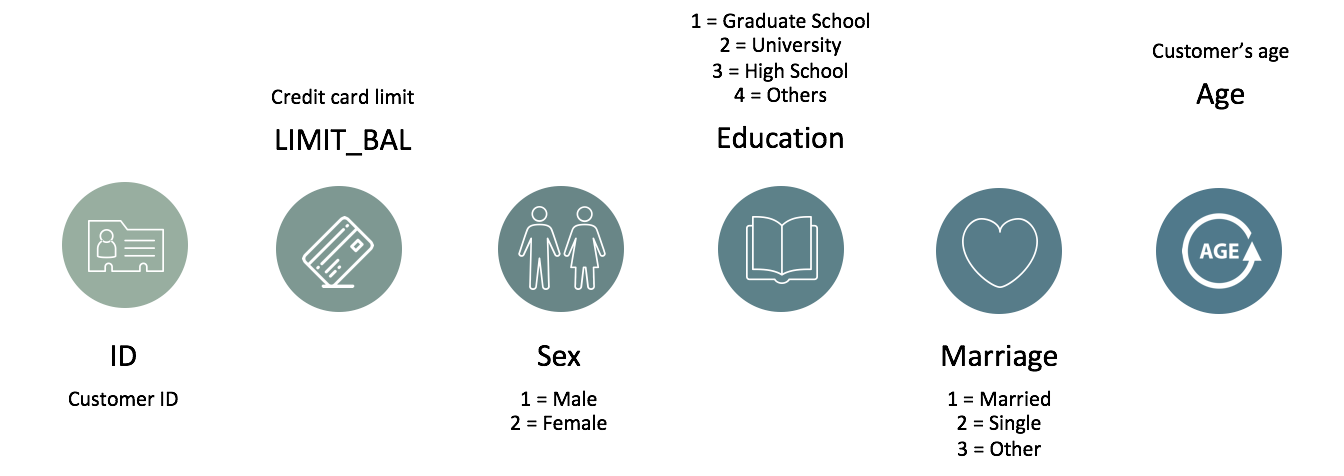 ID
Customer ID
Credit card limit
LIMIT_BAL
Sex
1 = Male
2 = Female
1 = Graduate School
2 = University
3 = High School
4 = Others
Education
Marriage
1 = Married
2 = Single
3 = Other
Customer’s age
Age
AGE